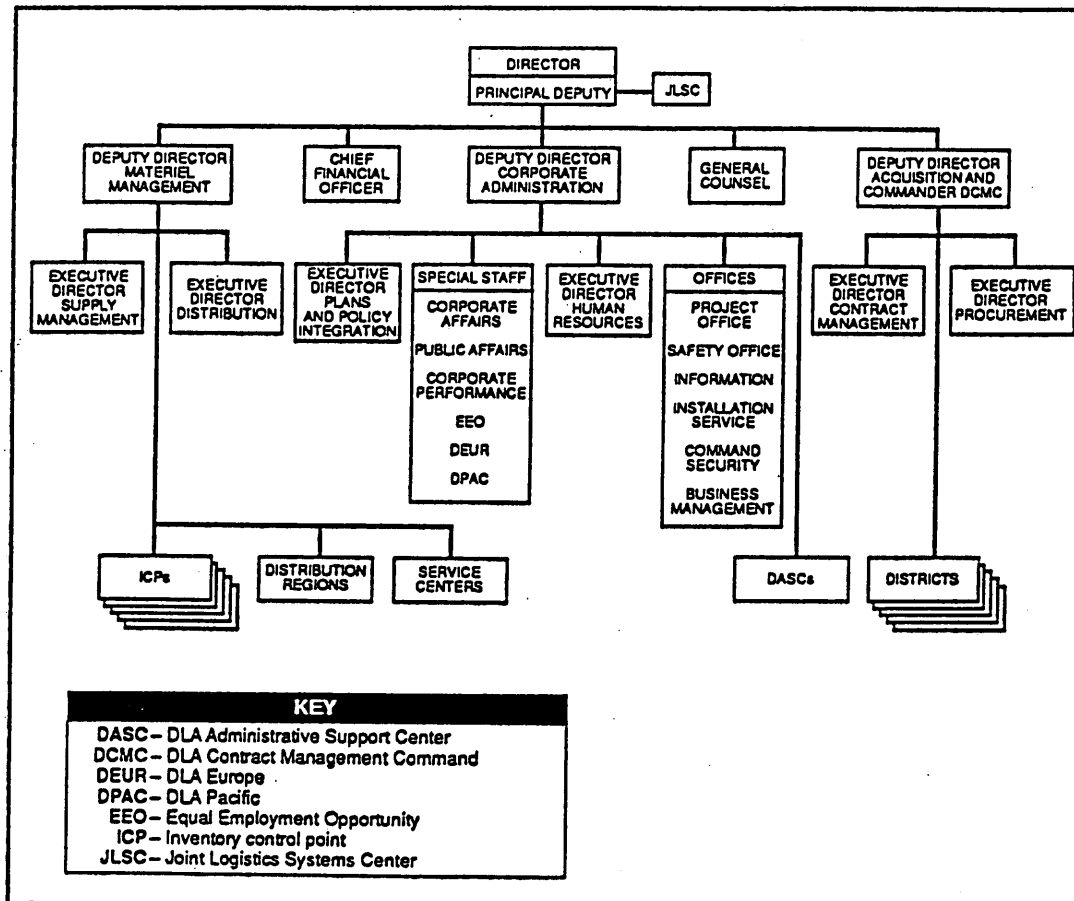 DIRECTOR
PRINCIPAL DEPUTY
JLSC
DEPUTY DIRECTOR
MATERIEL
MANAGEMENT
CHIEF
FINANCIAL
OFFICER
DEPUTY DIRECTOR
CORPORATE
ADMINISTRATION
GENERAL
COUNSEL
DEPUTY DIRECTOR
ACQUISITION AND
COMMANDER DCMC
EXECUTIVE
DIRECTOR
SUPPLY
MANAGEMENT
EXECUTIVE
DIRECTOR
DISTRIBUTION
EXECUTIVE
DIRECTOR
PLANS
AND POLICY
INTEGRATION
SPECIAL STAFF
CORPORATE
AFFAIRS
PUBLIC AFFAIRS
CORPORATE
PERFORMANCE
EEO
DEUR
DPAC
EXECUTIVE
DIRECTOR
HUMAN
RESOURCES
OFFICES
PROJECT
OFFICE
SAFETY OFFICE
INFORMATION
INSTALLATION
SERVICE
COMMAND
SECURITY
BUSINESS
MANAGEMENT
EXECUTIVE
DIRECTOR
CONTRACT
MANAGEMENT
EXECUTIVE
DIRECTOR
PROCUREMENT
ICPs
DISTRIBUTION
REGIONS
SERVICE
CENTERS
DASCs
DISTRICTS
KEY
DASC – DLA Administrative Support Center
DCMC – DLA Contract Management Command
DEUR – DLA Europe
DPAC – DLA Pacific
EEO – Equal Employment Opportunity
ICP – Inventory control point
JLSC – Joint Logistics Systems Center